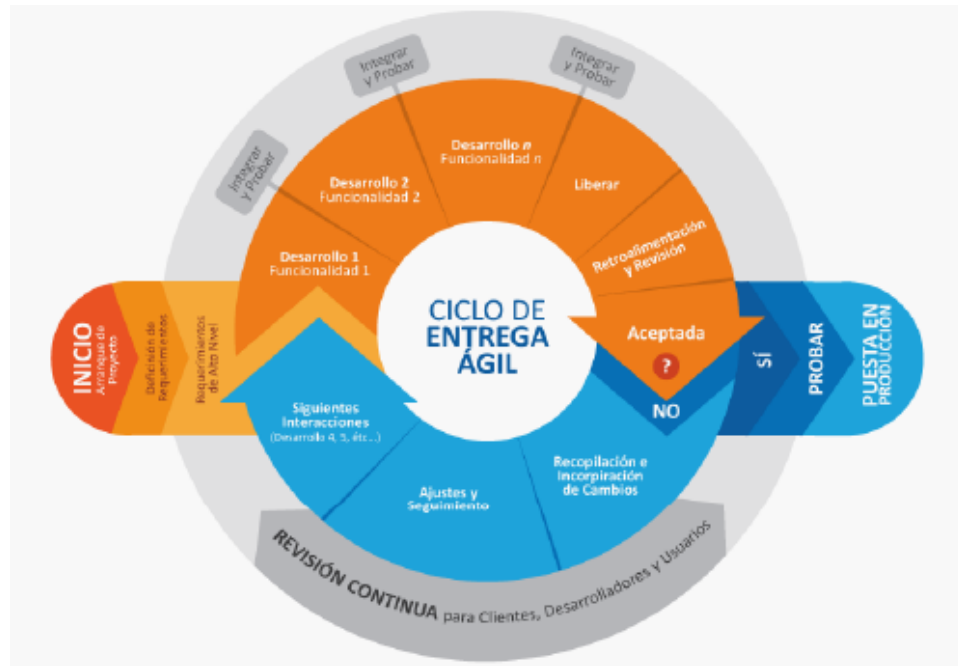 INICIO
Arranque de
Proyecto
Deficisión de
Requerimientos
Requerimientos
de Alto Nivel
Desarrollo 1
Funcionalidad 1
Integrar
y Probar
Desarrollo 2
Funcionalidad 2
Integrar
y Probar
Desarrollo n
Funcionalidad n
Integrar
y Probar
Liberar
Retroalimentación
y Revisión
Aceptada
?
NO
SÍ
PROBAR
PUESTA EN
PRODUCCIÓN
Recopilación e
Incorpiración
de Cambios
Ajustes y
Seguimiento
Siguientes
Interacciones
(Desarrollo 4, 5, étc...)
CICLO DE
ENTREGA
ÁGIL
REVISIÓN CONTINUA para Clientes, Desarrolladores y Usuarios